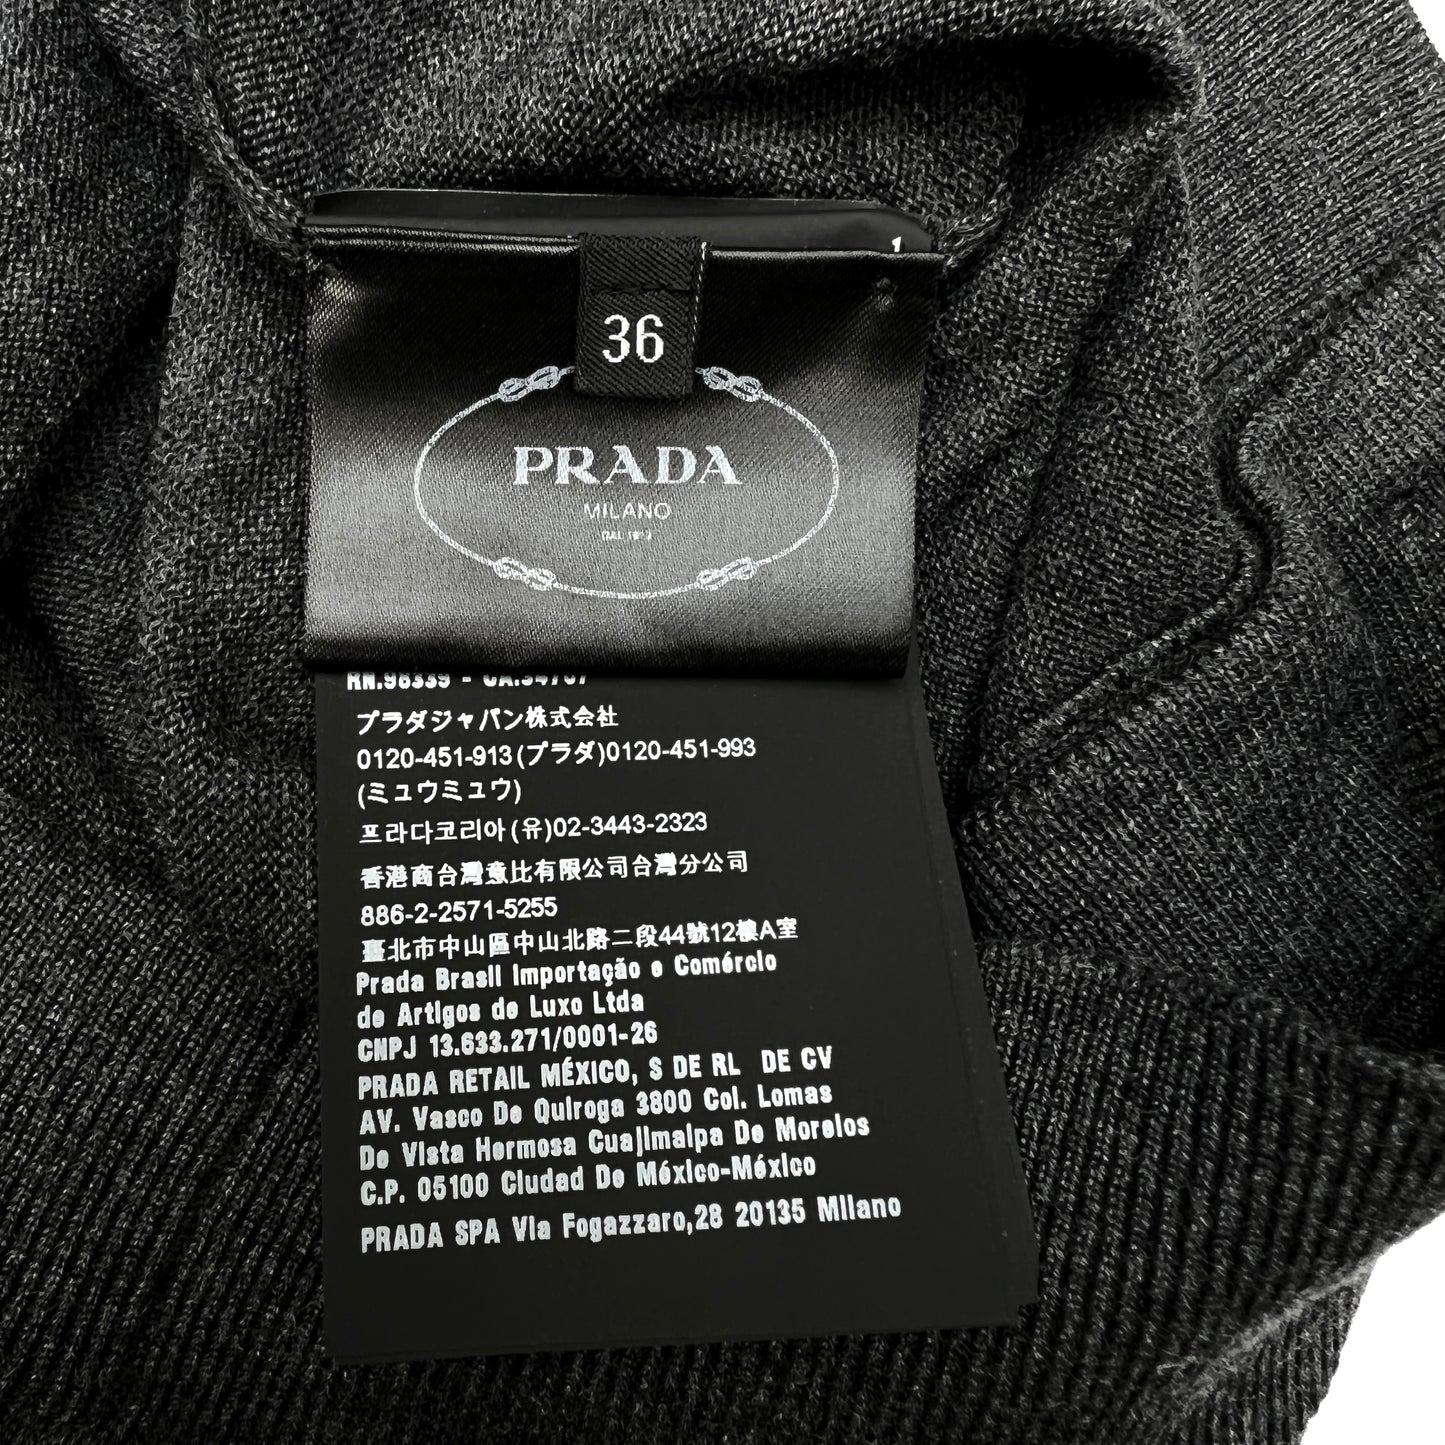 36
PRADA
MILANO
プラダジャパン株式会社
0120-451-913(プラダ)0120-451-993
(ミュウミュウ)
프라다코리아(유)02-3443-2323
香港商台灣意比有限公司台灣分公司
886-2-2571-5255
臺北市中山區中山北路二段44號12樓A室
Prada Brasil Importação e Comércio
de Artigos de Luxo Ltda
CNPJ 13.633.271/0001-26
PRADA RETAIL MÉXICO, S DE RL DE CV
AV. Vasco De Quiroga 3800 Col. Lomas
De Vista Hermosa Cuajimalpa De Morelos
C.P. 05100 Ciudad De México-México
PRADA SPA Via Fogazzaro,28 20135 Milano